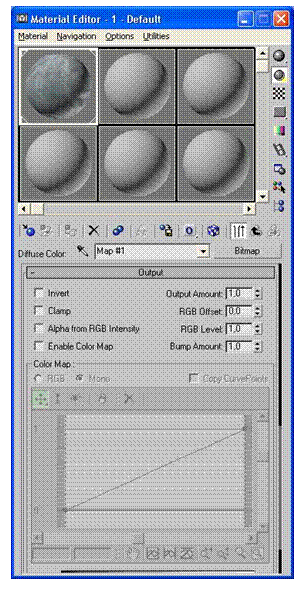 Material Editor - 1 - Default
Material Navigation Options Utilities
Diffuse Color: Map #1 Bitmap
- Output
Invert Output Amount: 1,0
Clamp RGB Offset: 0,0
Alpha from RGB Intensity RGB Level: 1,0
Enable Color Map Bump Amount: 1,0
Color Map :
RGB Mono Copy CurvePoints
1
0